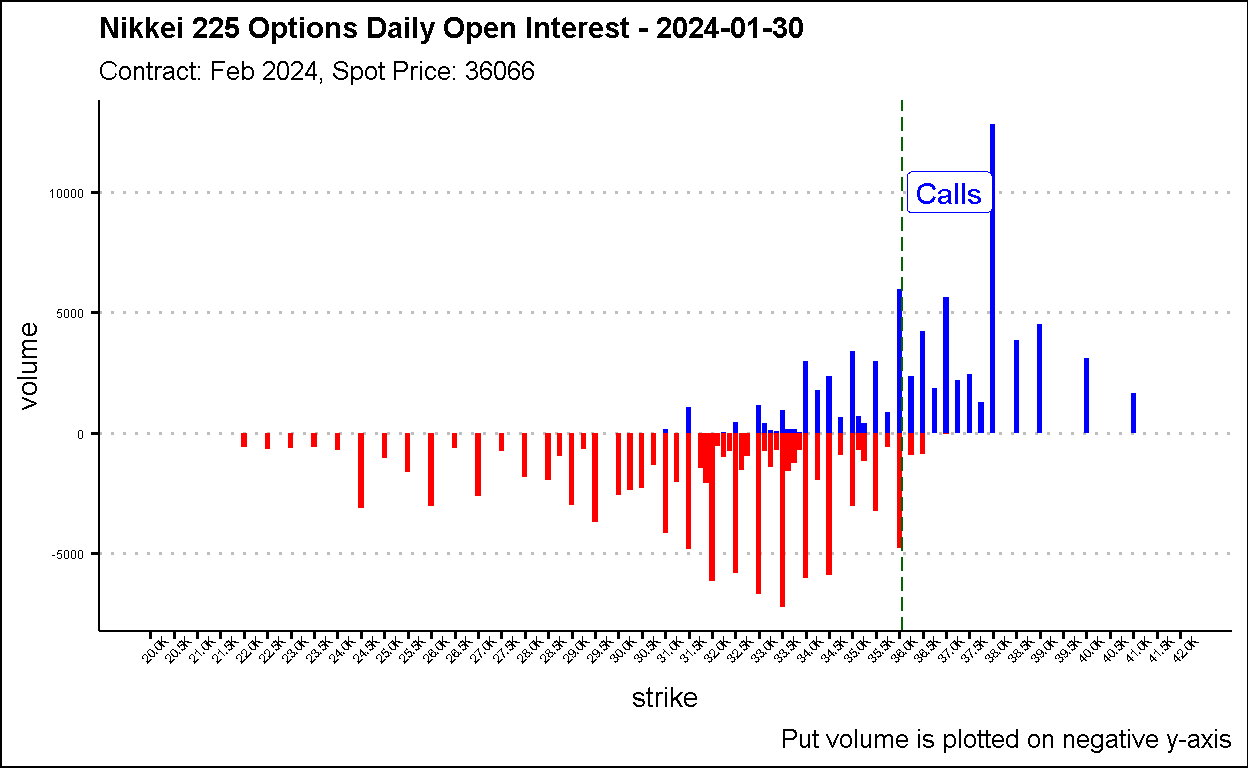 Nikkei 225 Options Daily Open Interest - 2024-01-30
Contract: Feb 2024, Spot Price: 36066
Calls
10000
5000
0
-5000
volume
20.0K 20.5K 21.0K 21.5K 22.0K 22.5K 23.0K 23.5K 24.0K 24.5K 25.0K 25.5K 26.0K 26.5K 27.0K 27.5K 28.0K 28.5K 29.0K 29.5K 30.0K 30.5K 31.0K 31.5K 32.0K 32.5K 33.0K 33.5K 34.0K 34.5K 35.0K 35.5K 36.0K 36.5K 37.0K 37.5K 38.0K 38.5K 39.0K 39.5K 40.0K 40.5K 41.0K 41.5K 42.0K
strike
Put volume is plotted on negative y-axis